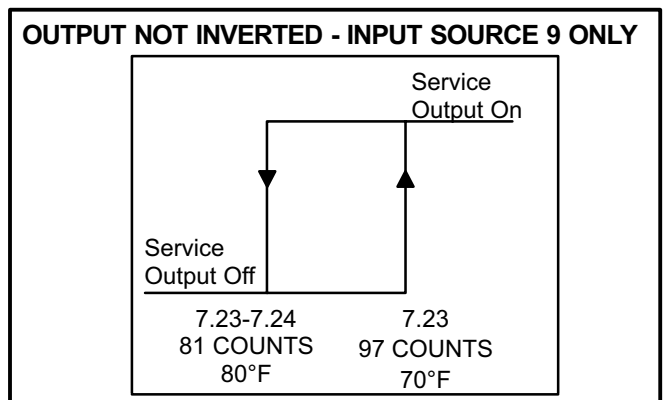 OUTPUT NOT INVERTED - INPUT SOURCE 9 ONLY
Service
Output On
Service
Output Off
7.23-7.24
81 COUNTS
80°F
7.23
97 COUNTS
70°F